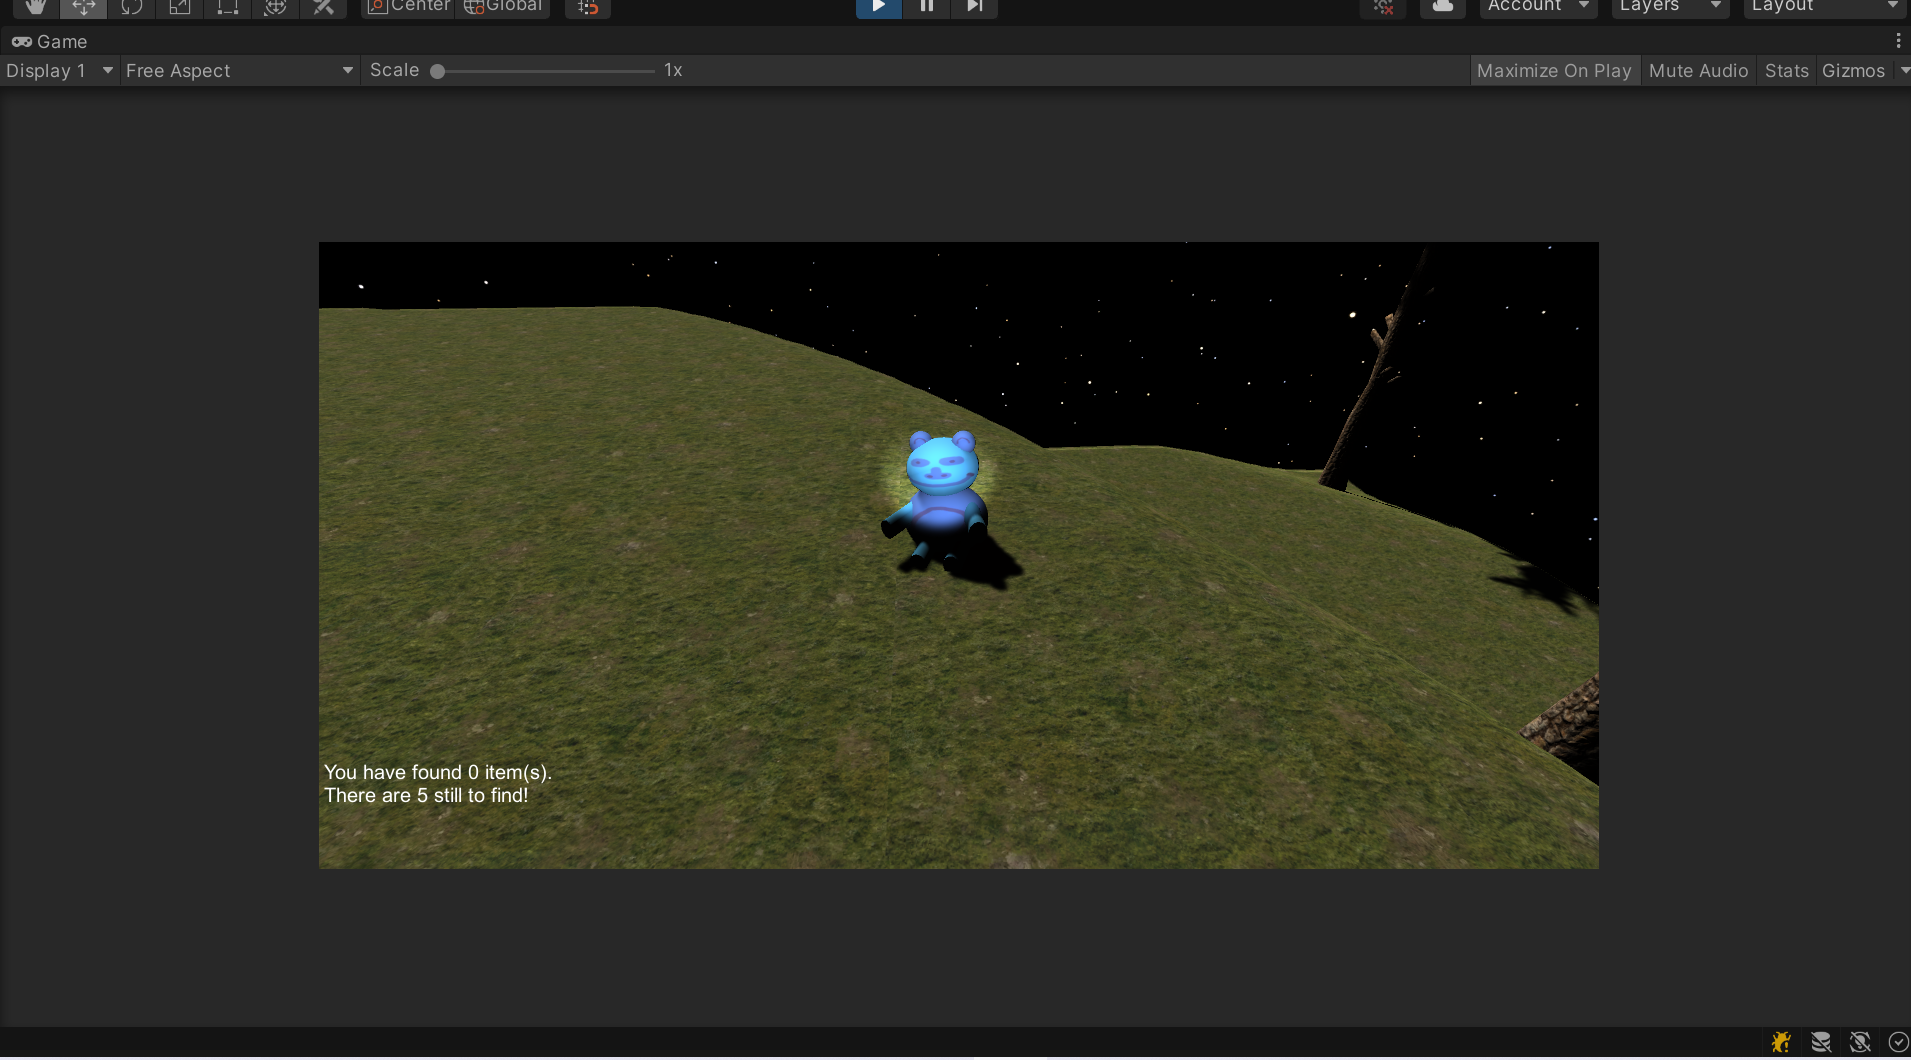 Center Global Account Layers Layout
Game
Display 1 Free Aspect Scale 1x Maximize On Play Mute Audio Stats Gizmos
You have found 0 item(s).
There are 5 still to find!